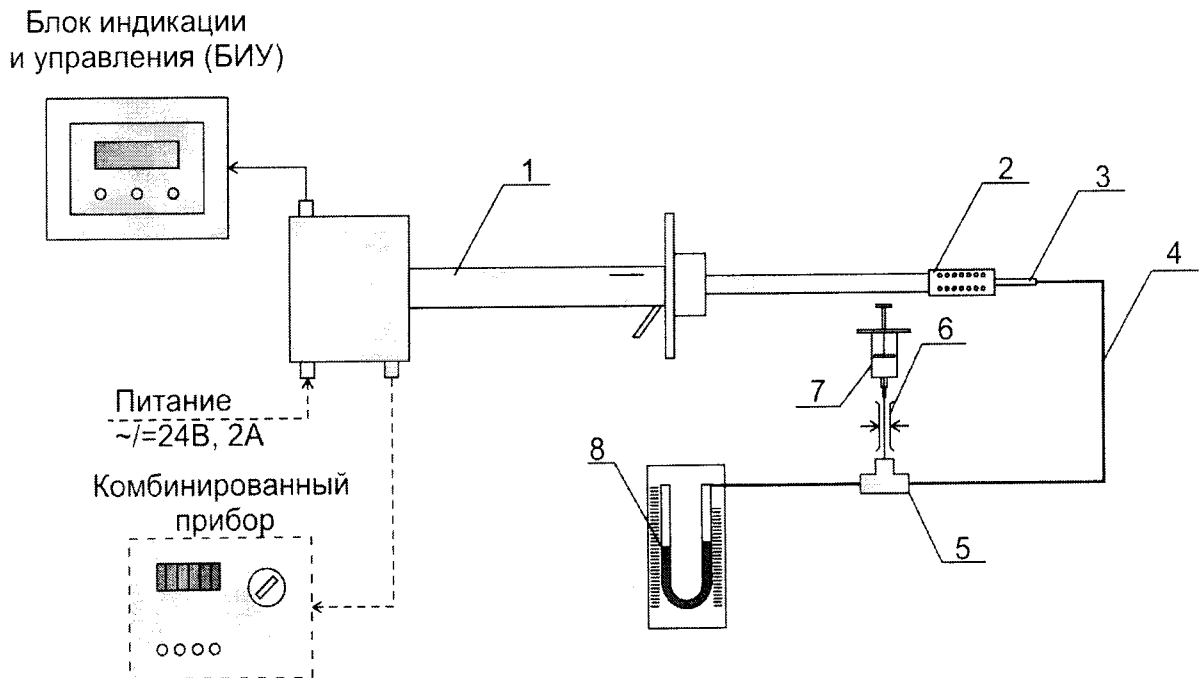 Блок индикации
и управления (БИУ)
1
2
3
4
6
7
Питание
~/=24В, 2А
8
Комбинированный
прибор
5